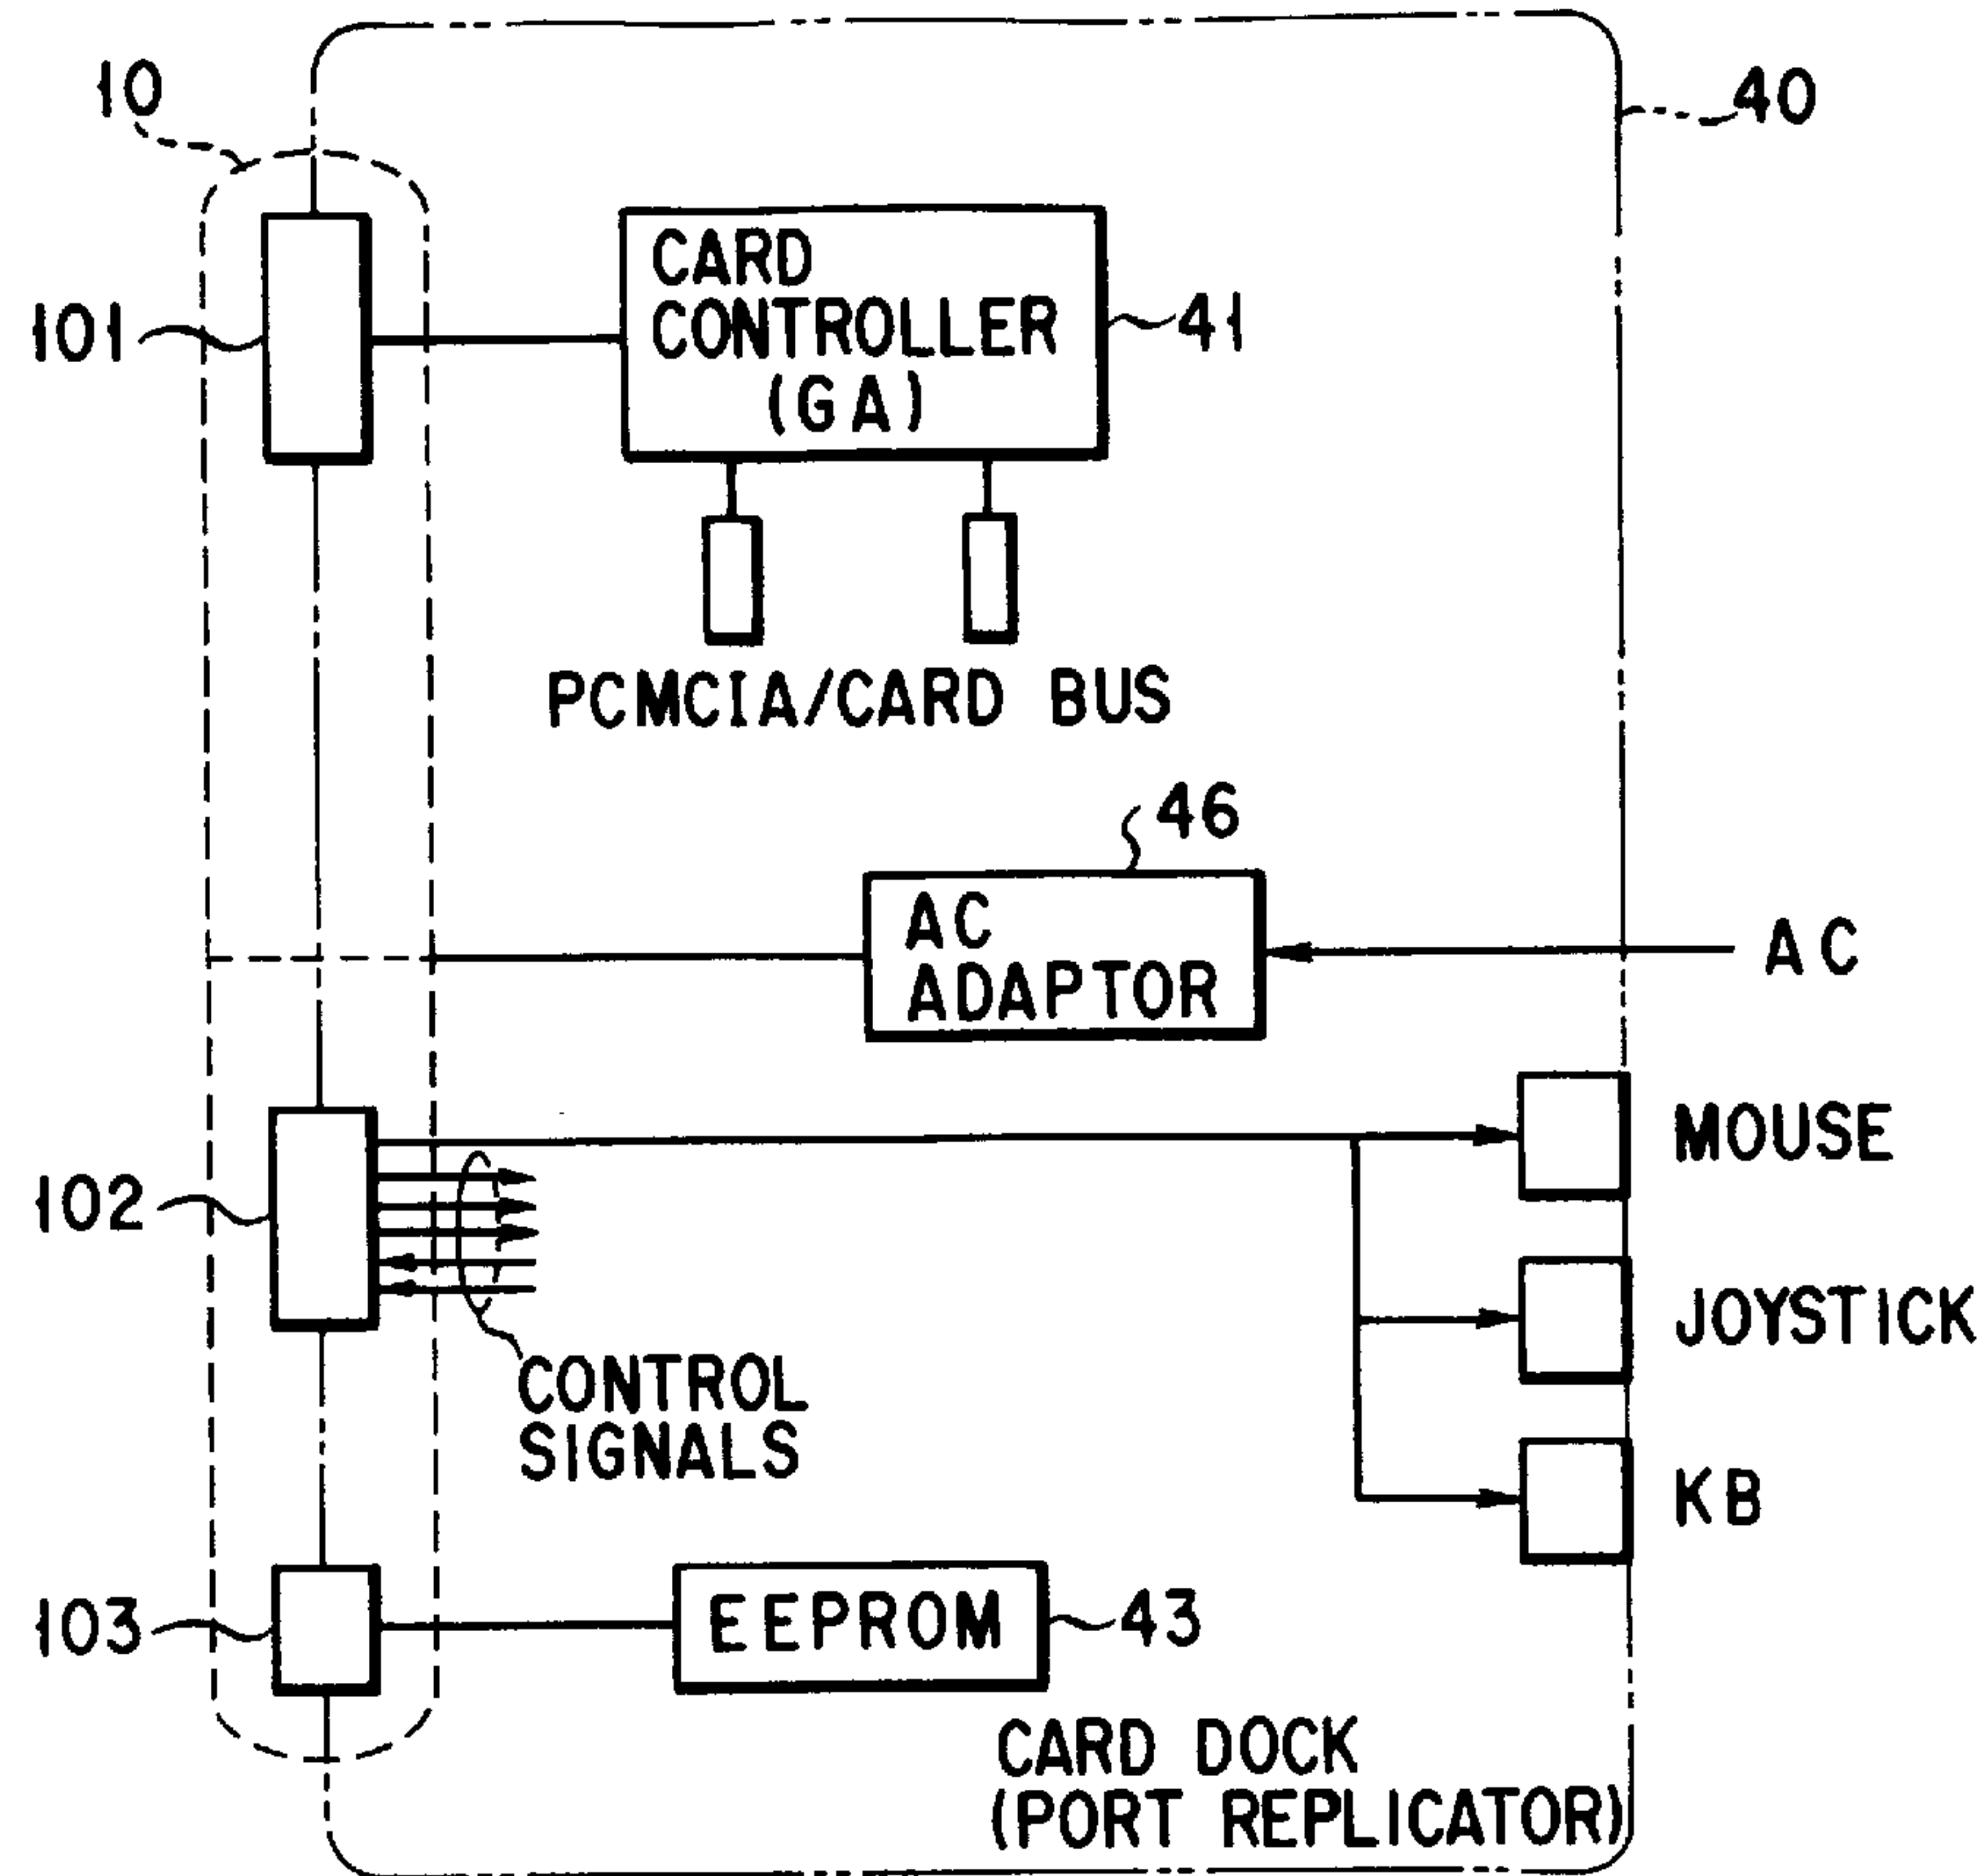 10
40
101
CARD
CONTROLLER
(GA)
41
PCMCIA/CARD BUS
46
AC
ADAPTOR
AC
MOUSE
102
JOYSTICK
CONTROL
SIGNALS
KB
103
EEPROM
43
CARD DOCK
(PORT REPLICATOR)